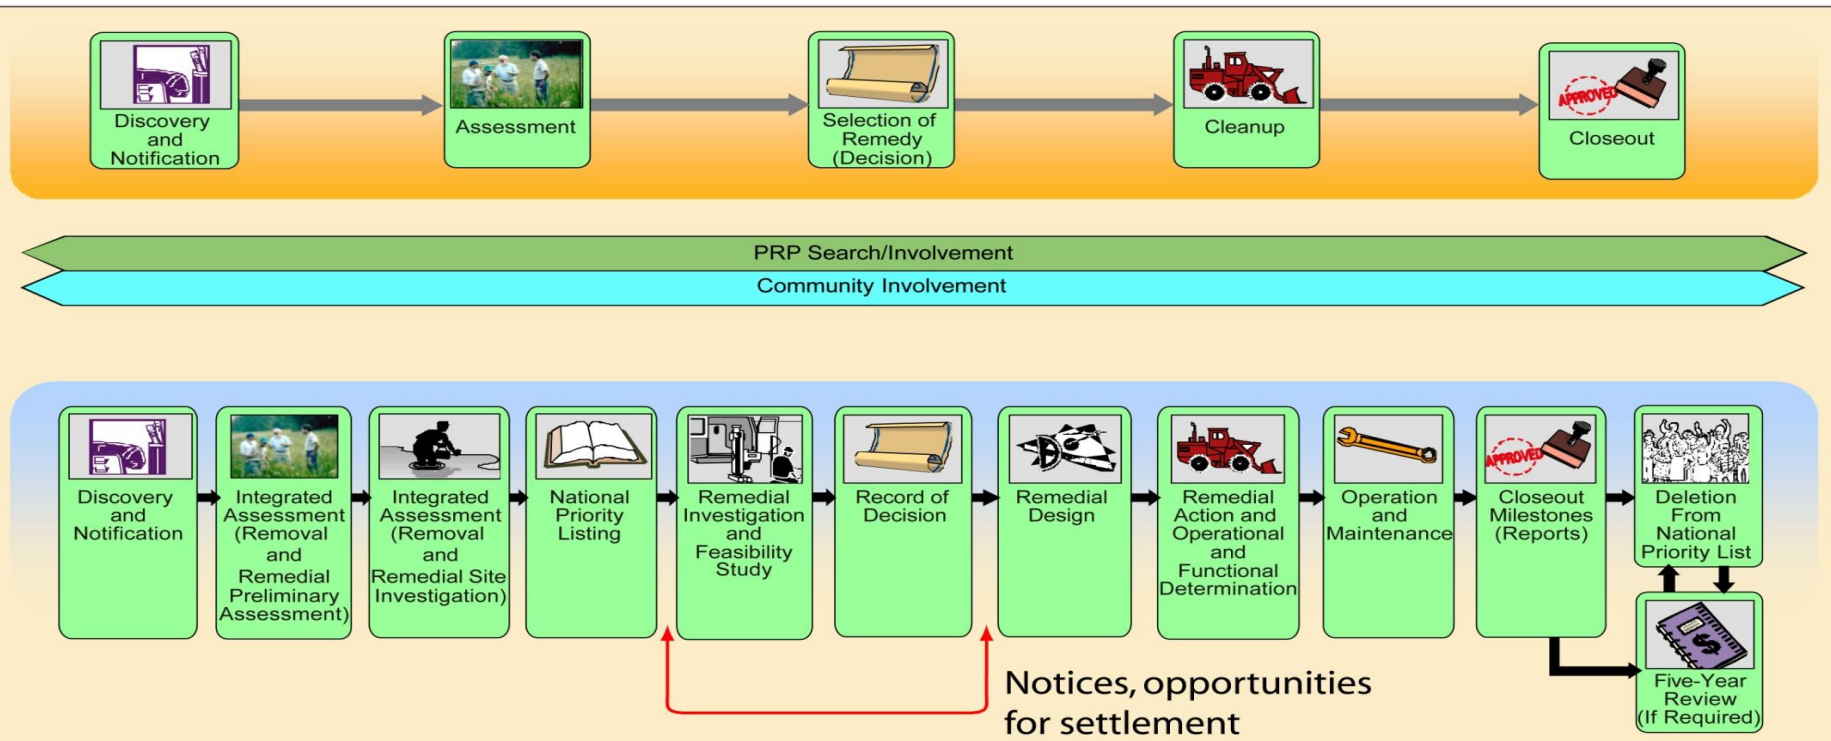 Discovery
and
Notification
Assessment
Selection of
Remedy
(Decision)
Cleanup
APPROVED
Closeout
PRP Search/Involvement
Community Involvement
Discovery
and
Notification
Integrated
Assessment
(Removal
and
Remedial
Preliminary
Assessment)
Integrated
Assessment
(Removal
and
Remedial Site
Investigation)
National
Priority
Listing
Remedial
Investigation
and
Feasibility
Study
Record of
Decision
Remedial
Design
Remedial
Action and
Operational
and
Functional
Determination
Operation
and
Maintenance
APPROVED
Closeout
Milestones
(Reports)
Deletion
From
National
Priority List
$
Five-Year
Review
(If Required)
Notices, opportunities
for settlement